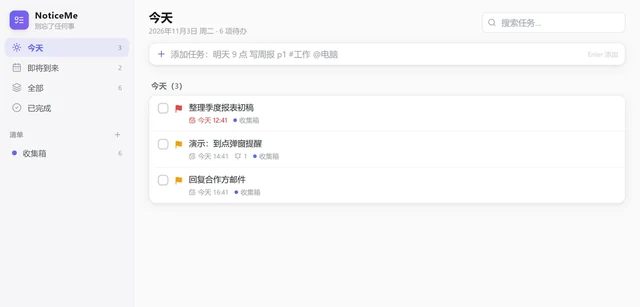 NoticeMe
别忘了任何事
今天 3
即将到来 2
全部 6
已完成
清单 +
收集箱 6
今天
2026年11月3日 周二 · 6 项待办
搜索任务…
+ 添加任务：明天 9 点 写周报 p1 #工作 @电脑 Enter 添加
今天 (3)
整理季度报表初稿
今天 12:41 收集箱
演示：到点弹窗提醒
今天 14:41 1 收集箱
回复合作方邮件
今天 16:41 收集箱